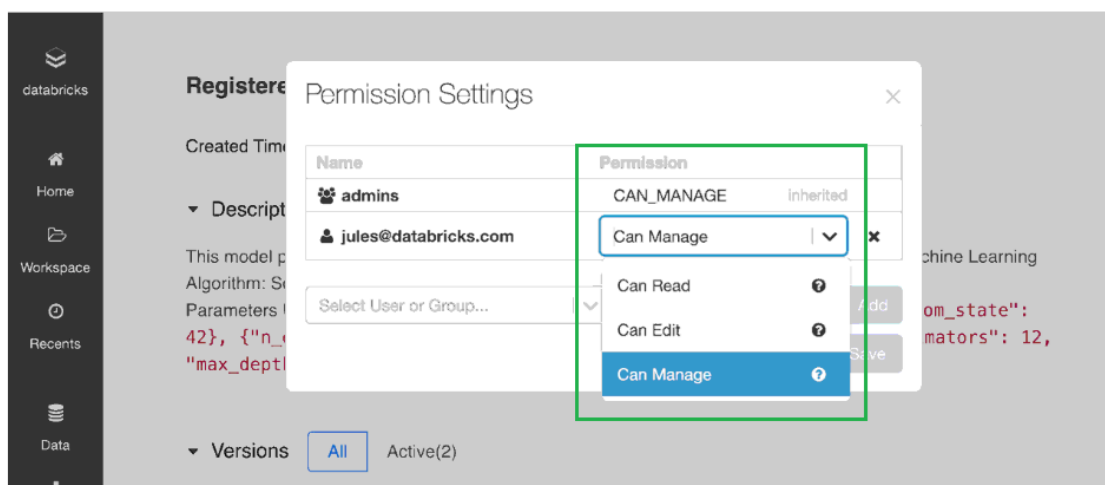 databricks
Home
Workspace
Recents
Data
Registere
Created Time
Descript
This model p
chine Learning
Algorithm: Se
Parameters
om_state":
42}, {"n_
mators": 12,
"max_dept
Versions All Active(2)
Permission Settings
Name Permission
admins CAN_MANAGE inherited
jules@databricks.com Can Manage
Select User or Group... Add
Can Read
Can Edit
Can Manage
Save